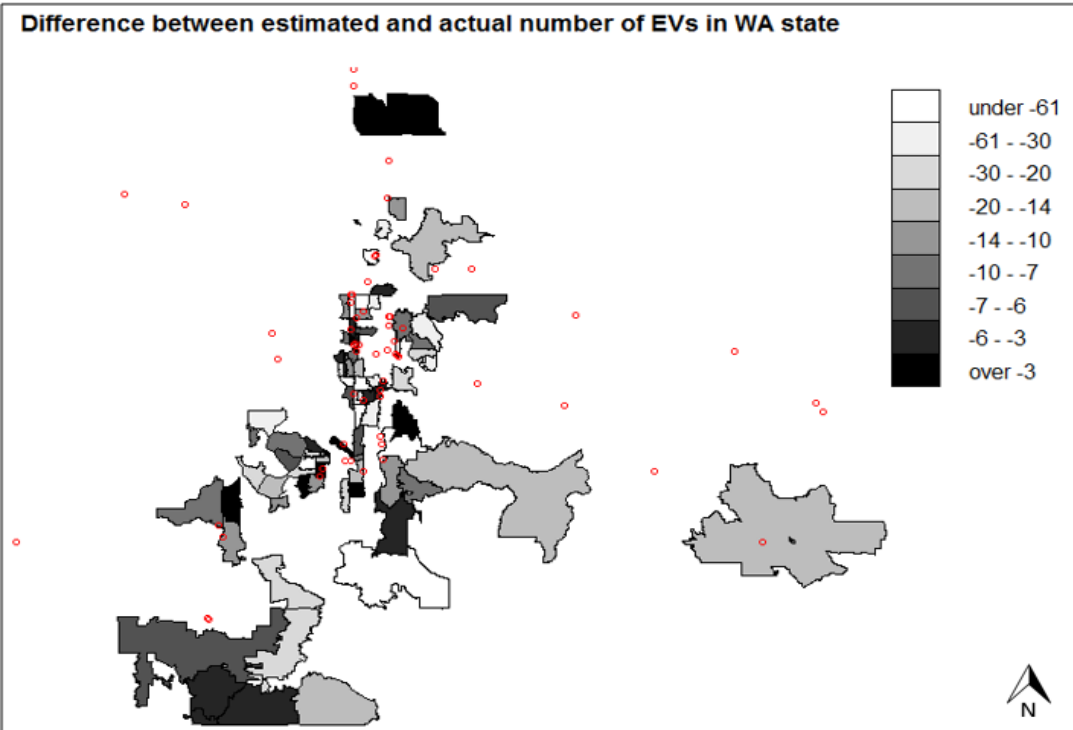 Difference between estimated and actual number of EVs in WA state
under -61
-61 - -30
-30 - -20
-20 - -14
-14 - -10
-10 - -7
-7 - -6
-6 - -3
over -3
N